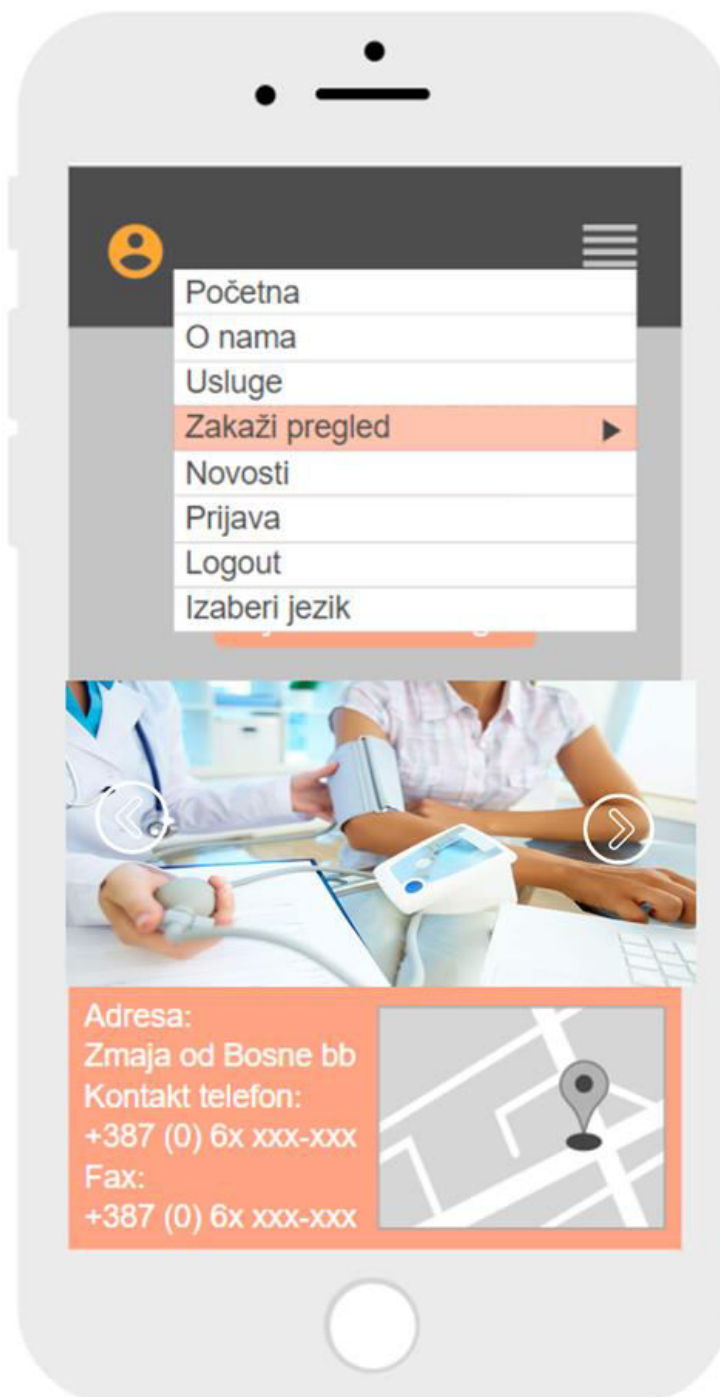 Početna
O nama
Usluge
Zakaži pregled
Novosti
Prijava
Logout
Izaberi jezik
Adresa:
Zmaja od Bosne bb
Kontakt telefon:
+387 (0) 6x xxx-xxx
Fax:
+387 (0) 6x xxx-xxx